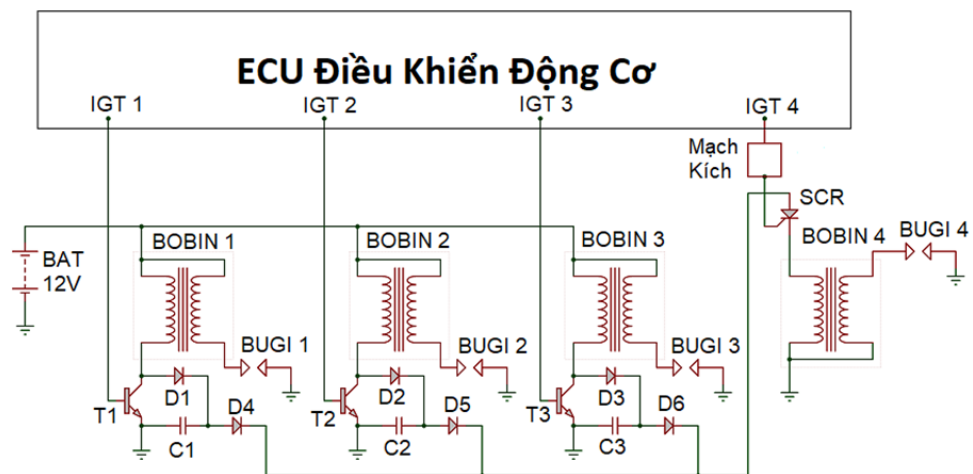 ECU Điều Khiển Động Cơ
IGT 1
IGT 2
IGT 3
IGT 4
Mạch
Kích
SCR
BAT
12V
BOBIN 1
BOBIN 2
BOBIN 3
BOBIN 4
BUGI 4
BUGI 1
BUGI 2
BUGI 3
T1
D1
D4
C1
T2
D2
D5
C2
T3
D3
D6
C3